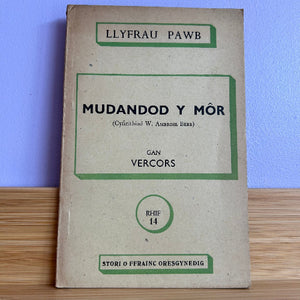 LLYFRAU PAWB
MUDANDOD Y MÔR
(Cyfieithiad W. Ambrose Bebb)
GAN
VERCORS
RHIF
14
STORI O FFRAINC ORESGYNEDIG